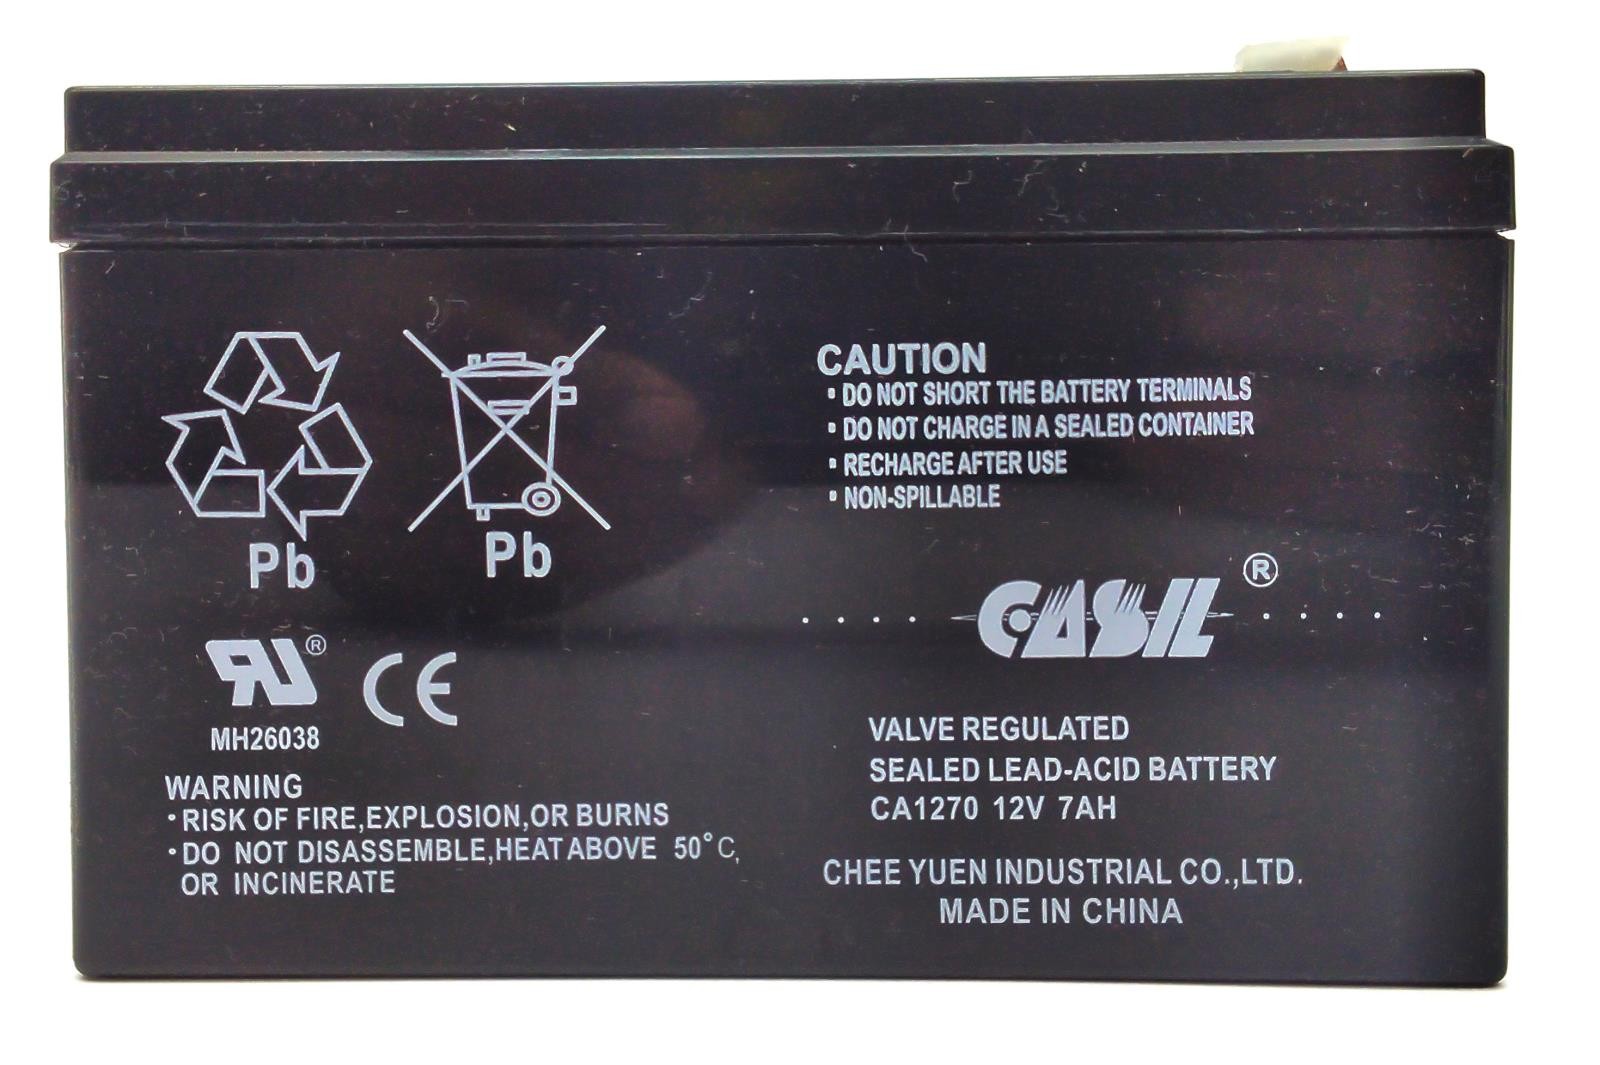 Pb
Pb
RU®
MH26038
CE
WARNING
·RISK OF FIRE,EXPLOSION,OR BURNS
·DO NOT DISASSEMBLE,HEAT ABOVE 50°C,
OR INCINERATE
CAUTION
▪ DO NOT SHORT THE BATTERY TERMINALS
▪ DO NOT CHARGE IN A SEALED CONTAINER
▪ RECHARGE AFTER USE
▪ NON-SPILLABLE
CASIL®
VALVE REGULATED
SEALED LEAD-ACID BATTERY
CA1270 12V 7AH
CHEE YUEN INDUSTRIAL CO.,LTD.
MADE IN CHINA